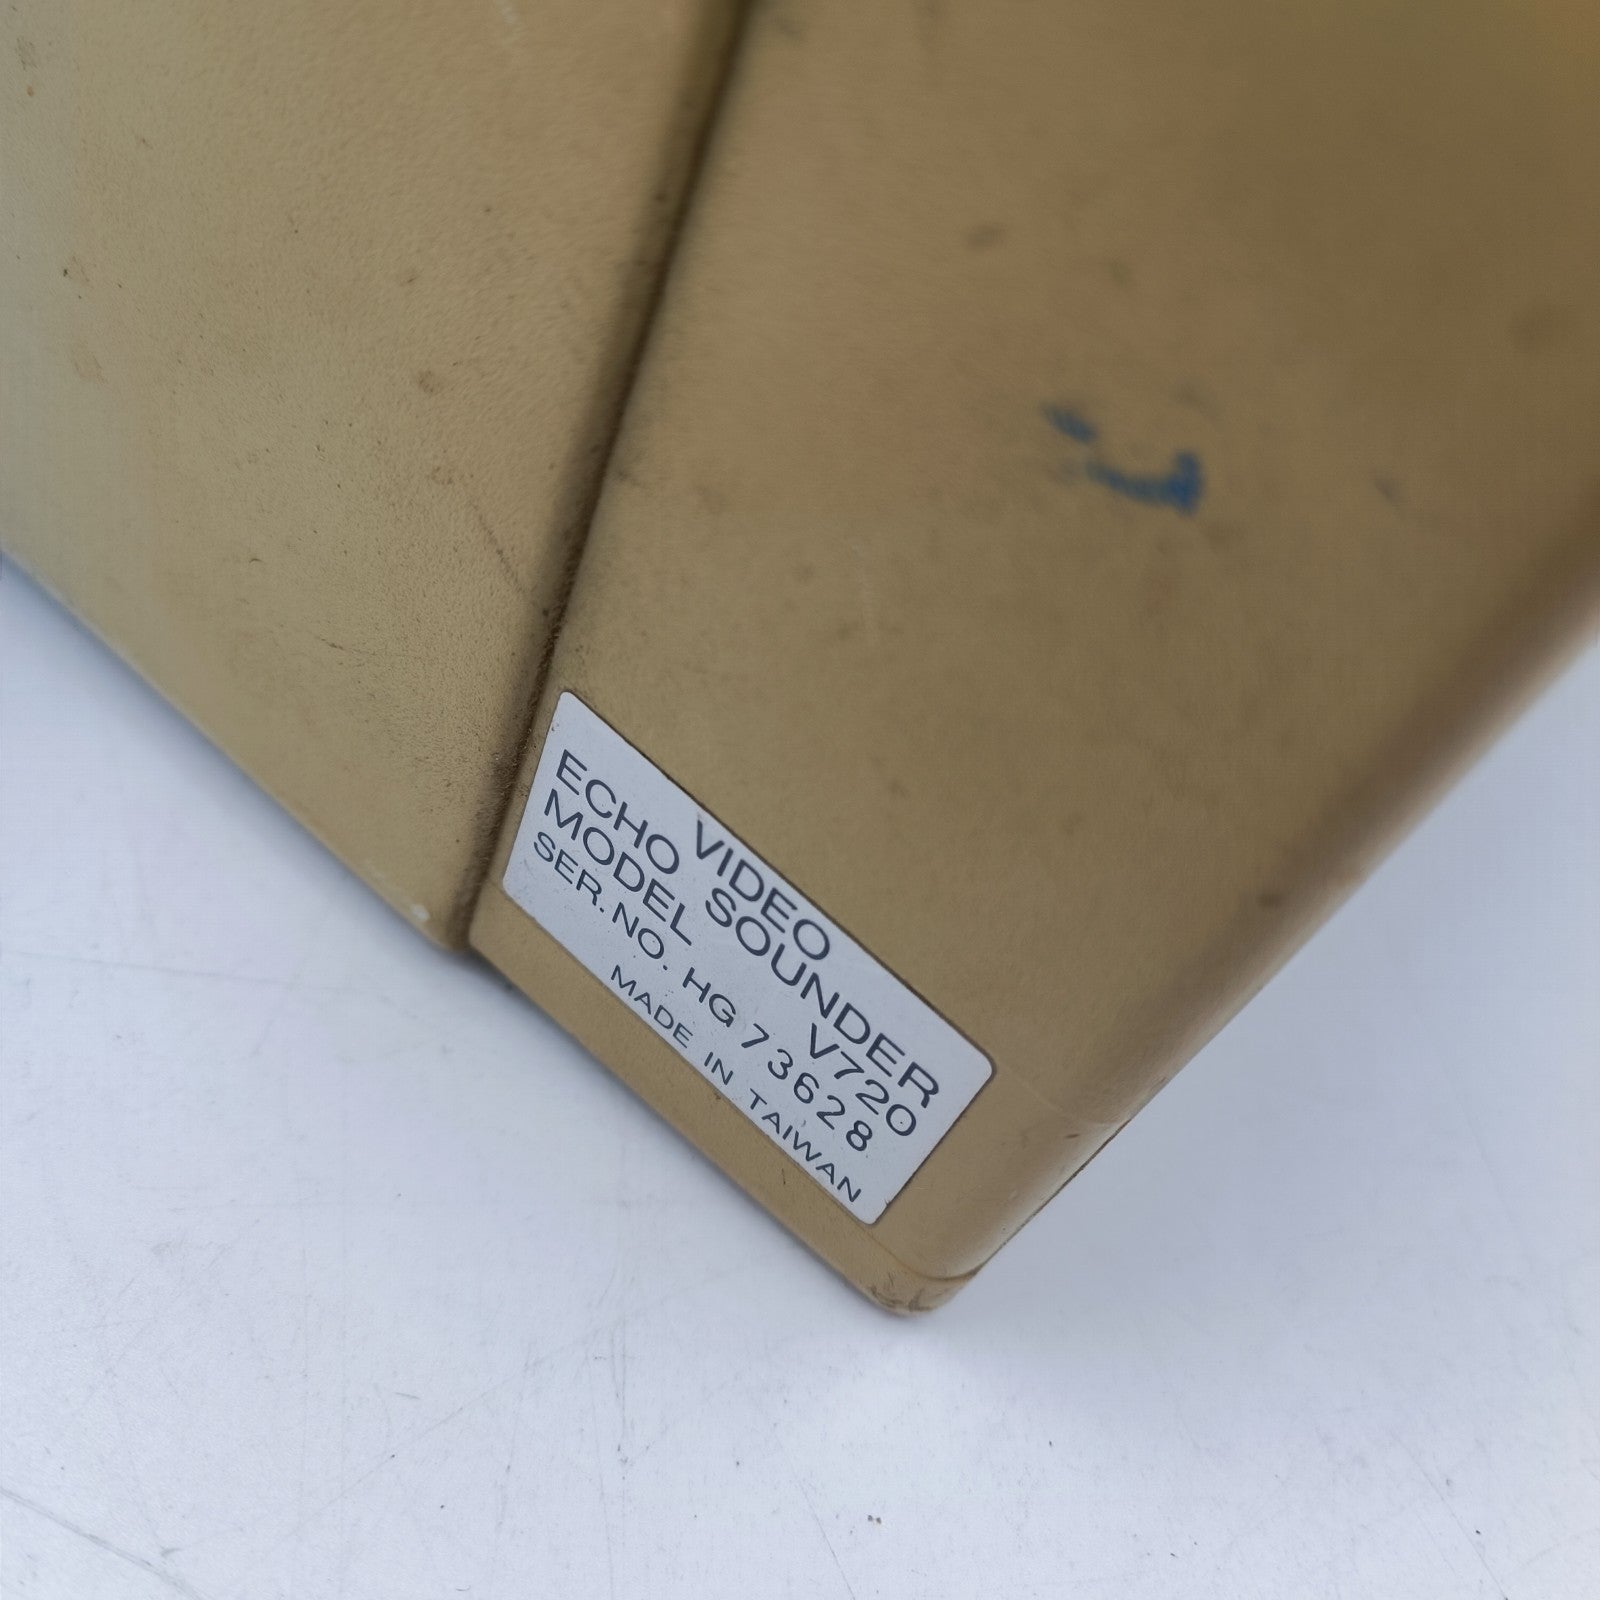 VIDEO
ECHO SOUNDER
MODEL V720
SER. NO. HG 73628
MADE IN TAIWAN